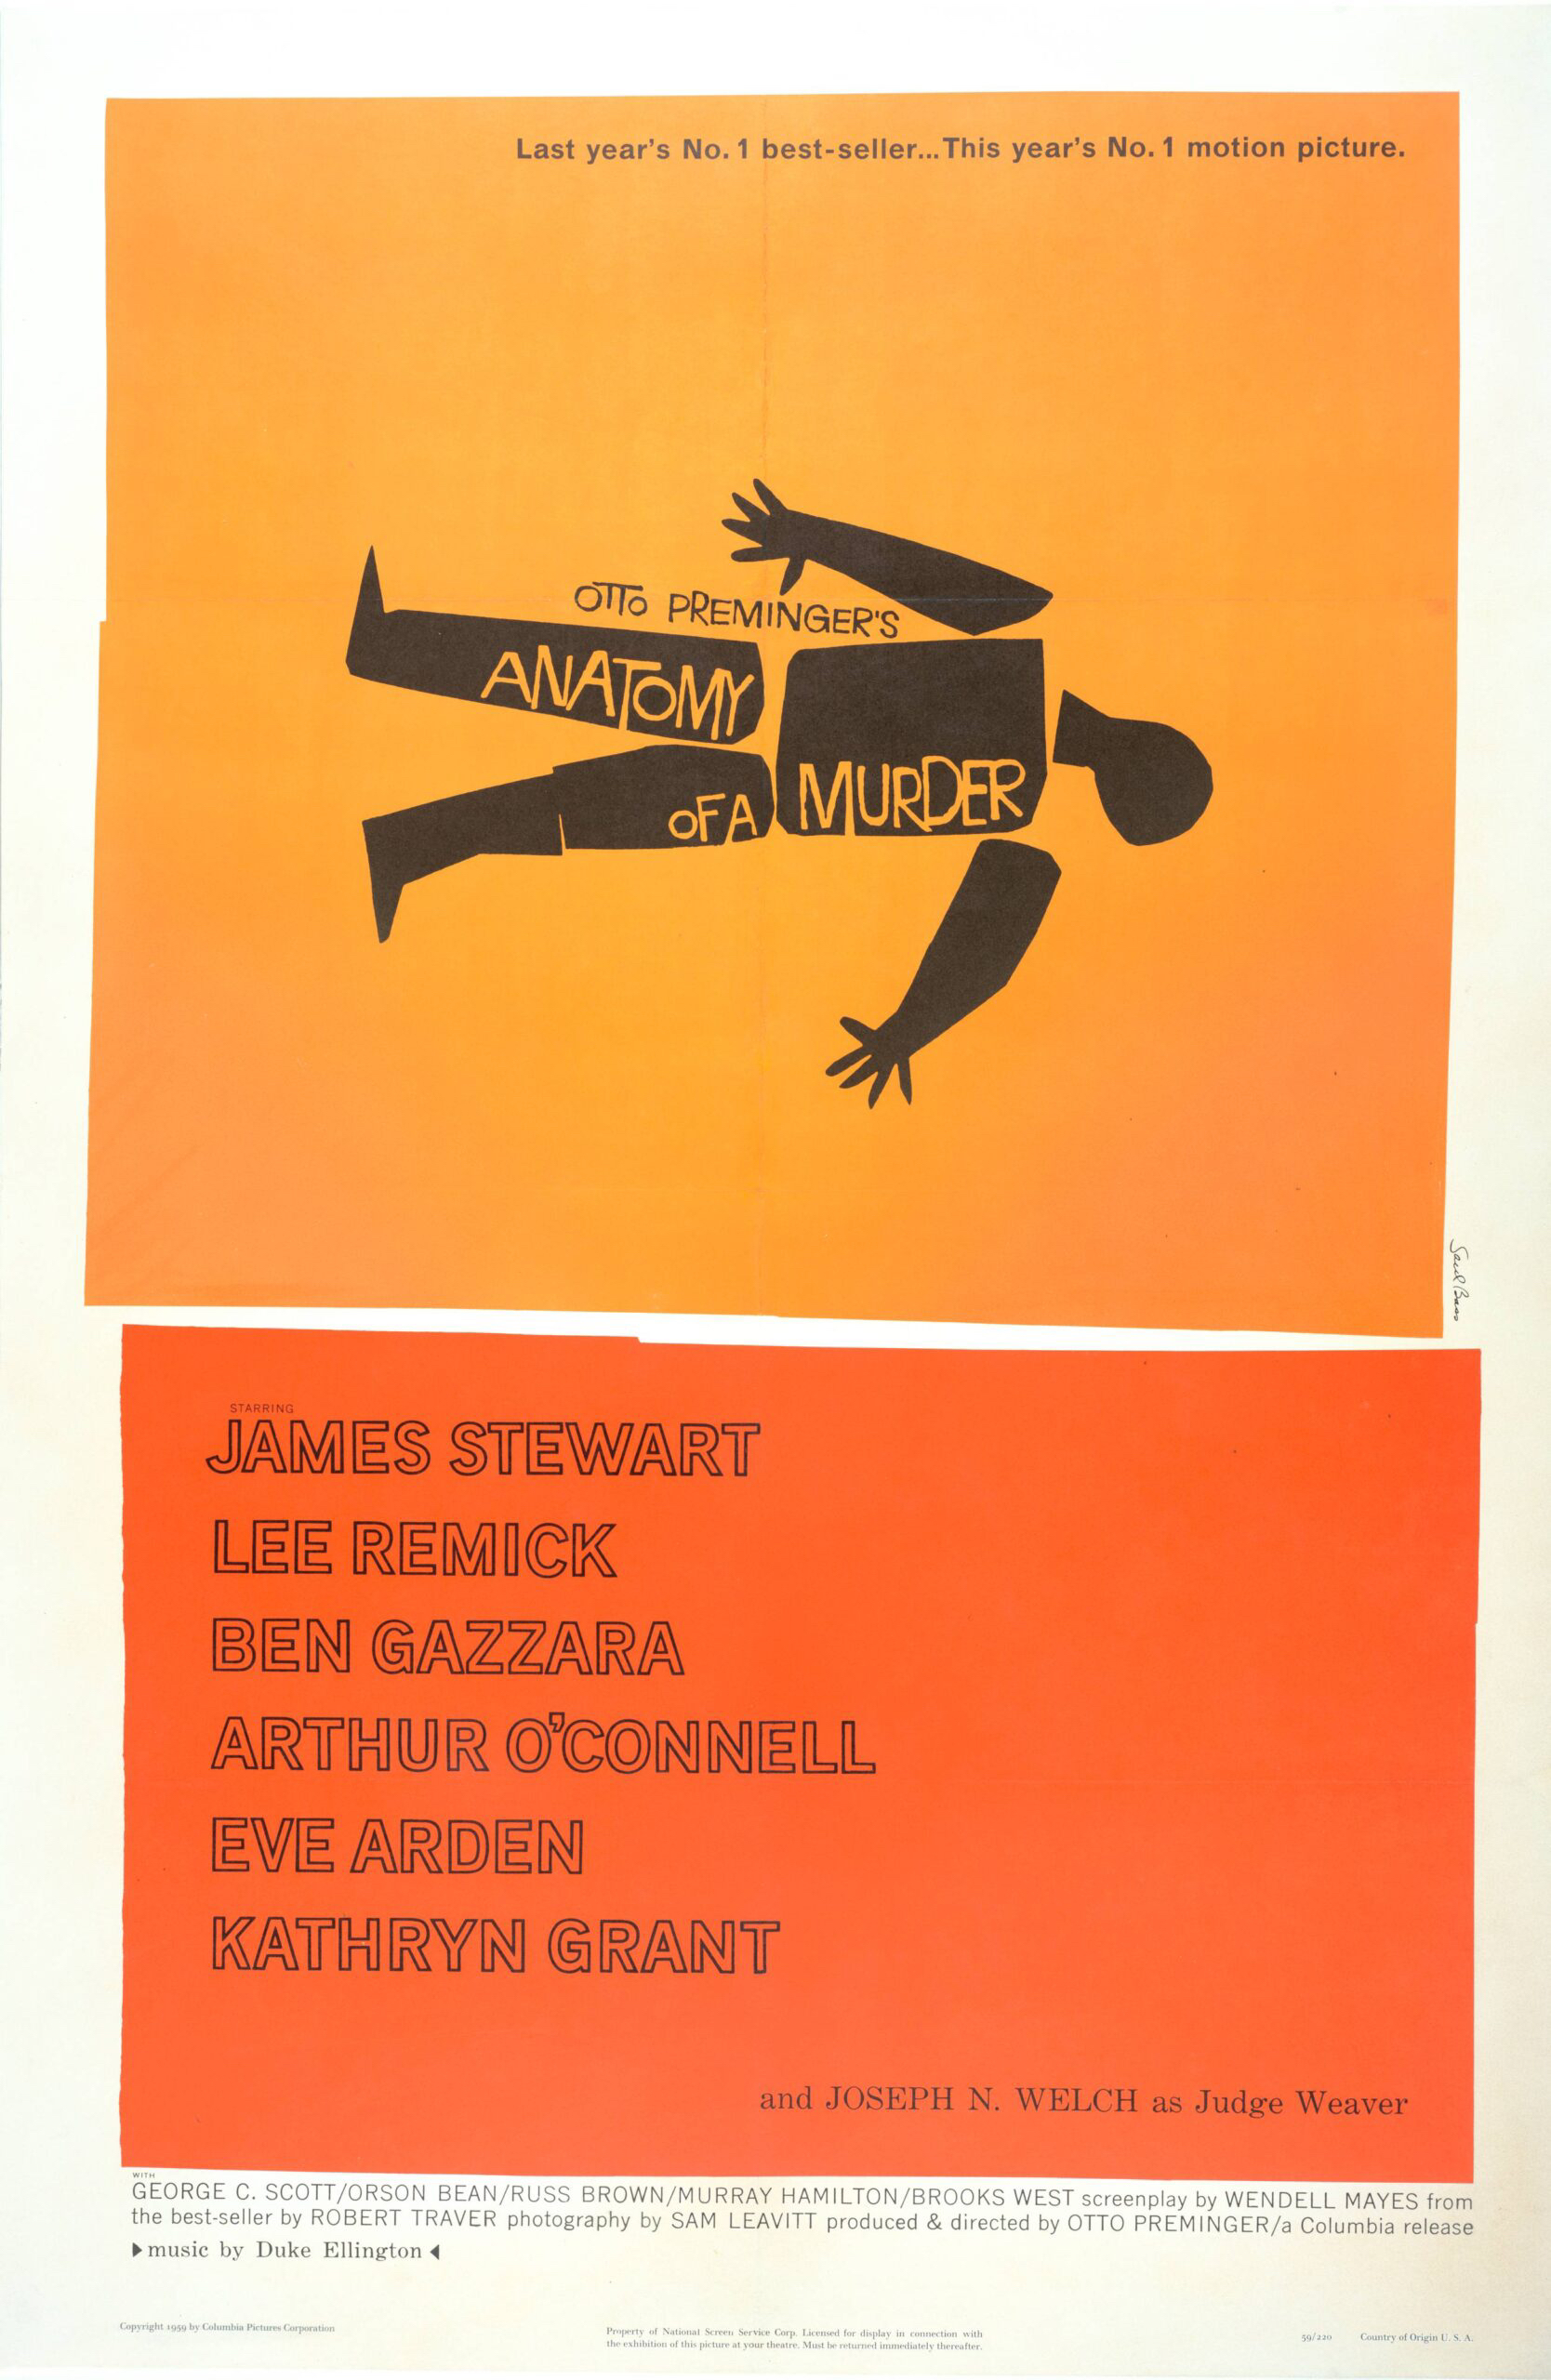 Last year's No. 1 best-seller...This year's No. 1 motion picture.
OTTO PREMINGER'S
ANATOMY
OF A MURDER
Saul Bass
STARRING
JAMES STEWART
LEE REMICK
BEN GAZZARA
ARTHUR O'CONNELL
EVE ARDEN
KATHRYN GRANT
and JOSEPH N. WELCH as Judge Weaver
WITH
GEORGE C. SCOTT/ORSON BEAN/RUSS BROWN/MURRAY HAMILTON/BROOKS WEST screenplay by WENDELL MAYES from
the best-seller by ROBERT TRAVER photography by SAM LEAVITT produced & directed by OTTO PREMINGER/a Columbia release
music by Duke Ellington
Copyright 1959 by Columbia Pictures Corporation
Property of National Screen Service Corp. Licensed for display in connection with
the exhibition of this picture at your theatre. Must be returned immediately thereafter.
59/220 Country of Origin U. S. A.